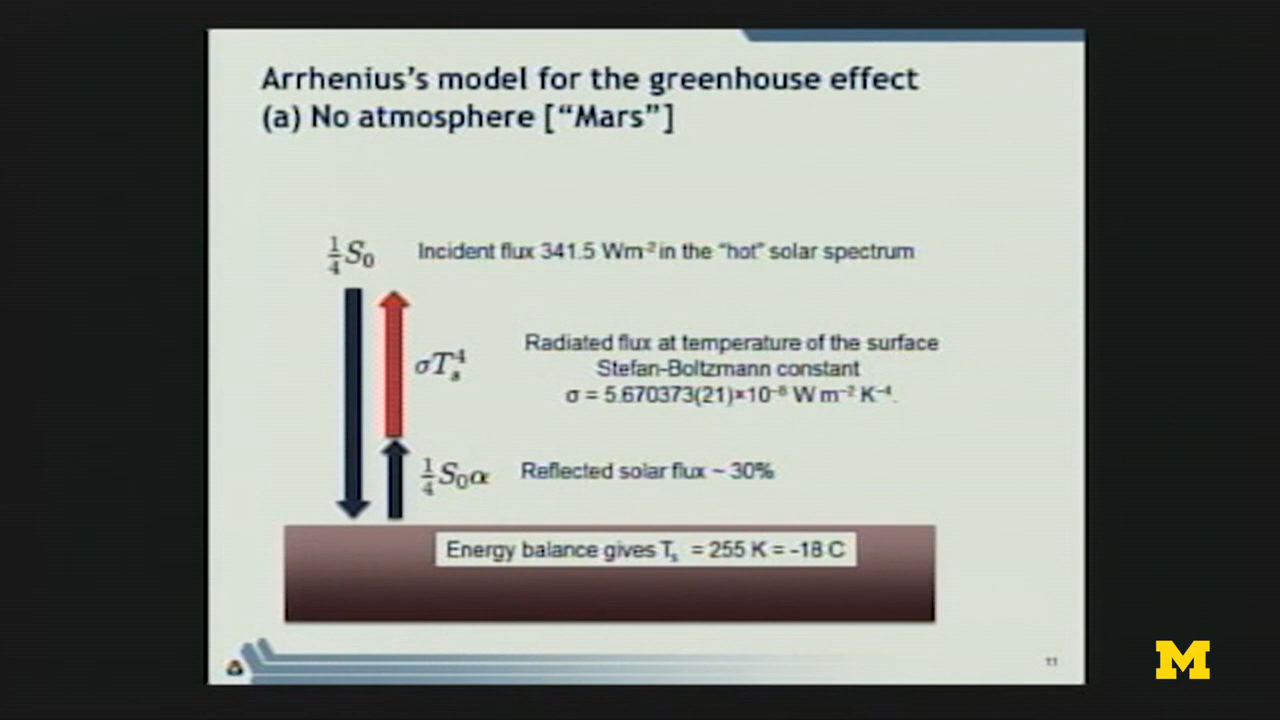 Arrhenius’s model for the greenhouse effect
(a) No atmosphere [“Mars”]
¼S₀ Incident flux 341.5 Wm⁻² in the “hot” solar spectrum
σTₛ⁴ Radiated flux at temperature of the surface
Stefan-Boltzmann constant
σ = 5.670373(21)×10⁻⁸ W m⁻² K⁻⁴.
¼S₀α Reflected solar flux ~ 30%
Energy balance gives Tₛ = 255 K = -18 C
11
M